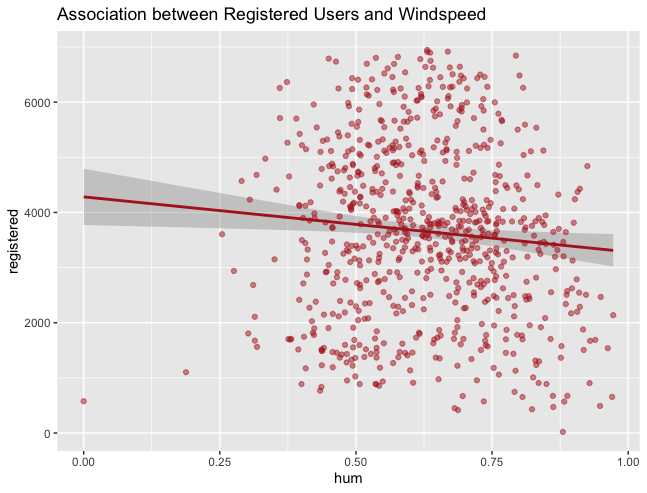 Association between Registered Users and Windspeed
registered
6000
4000
2000
0
0.00 0.25 0.50 0.75 1.00
hum